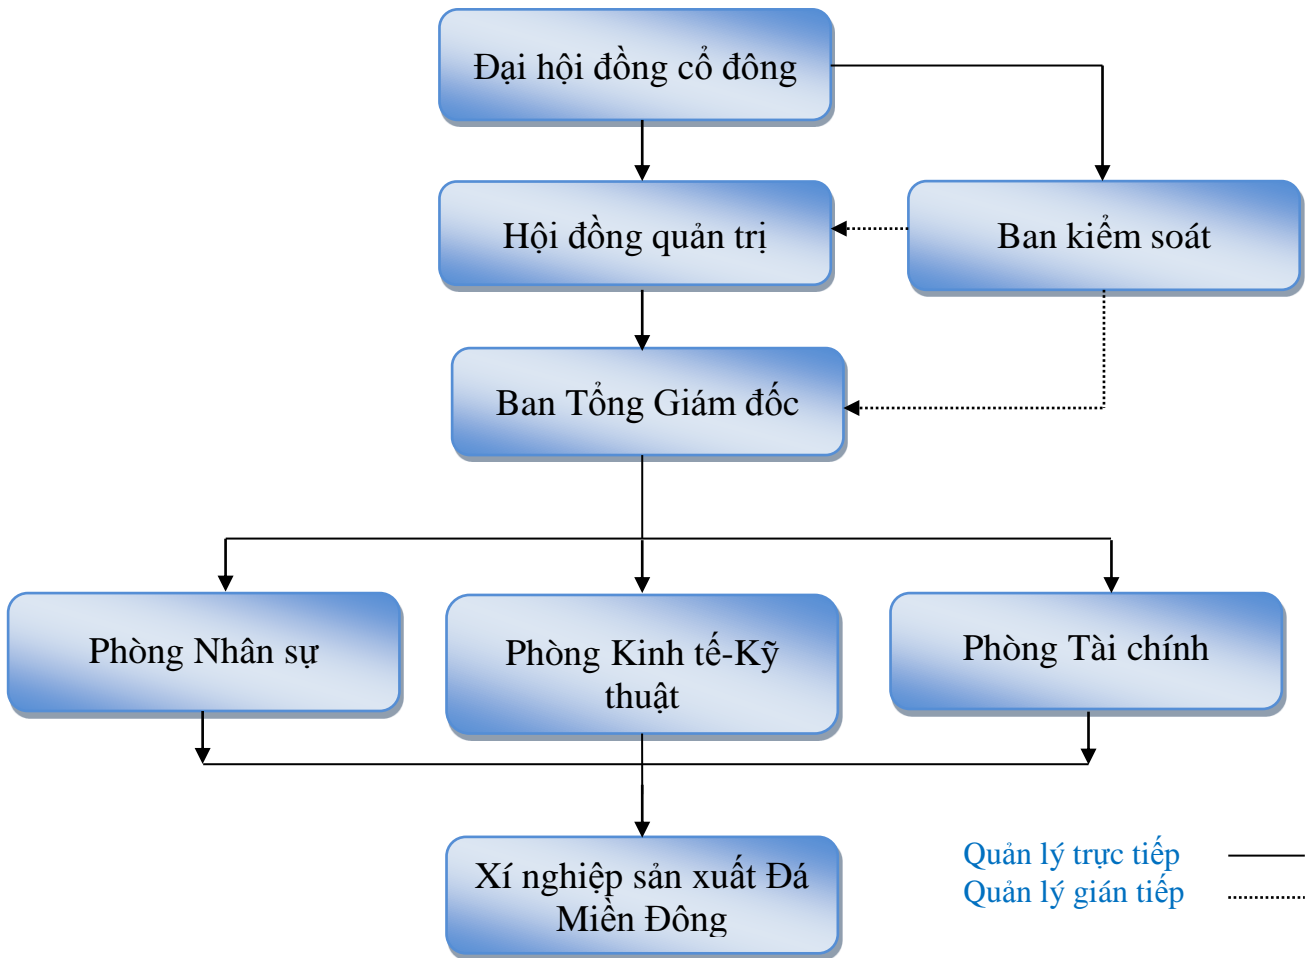 Đại hội đồng cổ đông
Hội đồng quản trị
Ban kiểm soát
Ban Tổng Giám đốc
Phòng Nhân sự
Phòng Kinh tế-Kỹ
thuật
Phòng Tài chính
Xí nghiệp sản xuất Đá
Miền Đông
Quản lý trực tiếp
Quản lý gián tiếp